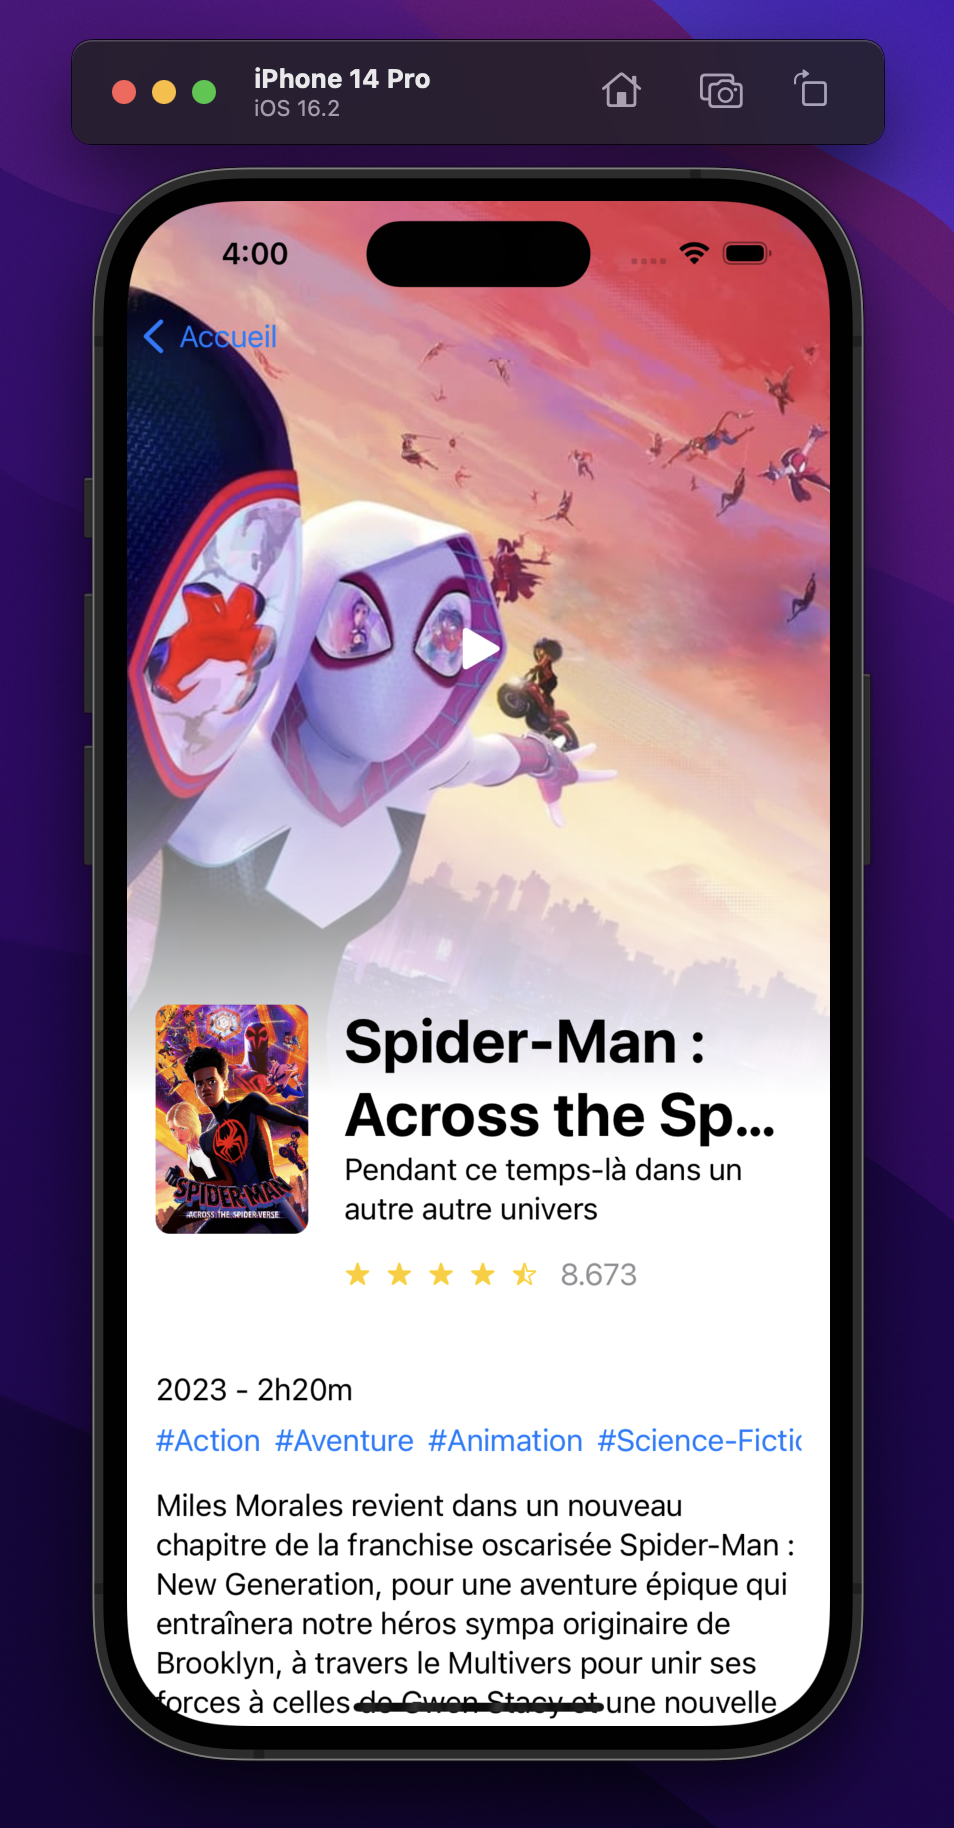 iPhone 14 Pro
iOS 16.2
4:00
Accueil
Spider-Man :
Across the Sp...
Pendant ce temps-là dans un
autre autre univers
8.673
SPIDER-MAN
ACROSS THE SPIDER-VERSE
2023 - 2h20m
#Action #Aventure #Animation #Science-Fictic
Miles Morales revient dans un nouveau
chapitre de la franchise oscarisée Spider-Man :
New Generation, pour une aventure épique qui
entraînera notre héros sympa originaire de
Brooklyn, à travers le Multivers pour unir ses
forces à celles de Gwen Stacy et une nouvelle